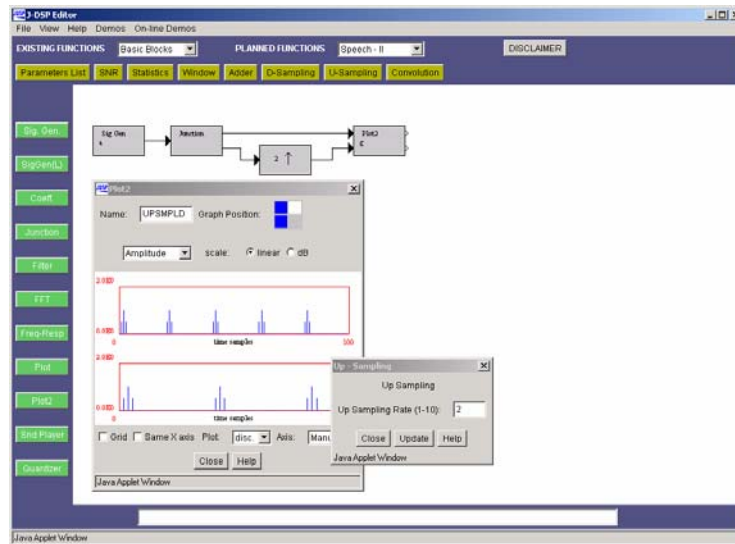 J-DSP Editor
File View Help Demos On-line Demos
EXISTING FUNCTIONS Basic Blocks PLANNED FUNCTIONS Speech - II DISCLAIMER
Parameters List SNR Statistics Window Adder D-Sampling U-Sampling Convolution
Sig. Gen.
SigGen(L)
Coeff.
Junction
Filter
FFT
Freq-Resp
Plot
Plot2
Snd Player
Quantizer
Sig Gen
Junction
2 ↑
Plot2
Plot2
Name: UPSMPLD Graph Position:
Amplitude scale: linear dB
2.0
0.0
0 time samples 100
2.0
0.0
0 time samples
Grid Same X axis Plot: disc. Axis: Manu
Close Help
Java Applet Window
Up - Sampling
Up Sampling
Up Sampling Rate (1-10): 2
Close Update Help
Java Applet Window
Java Applet Window